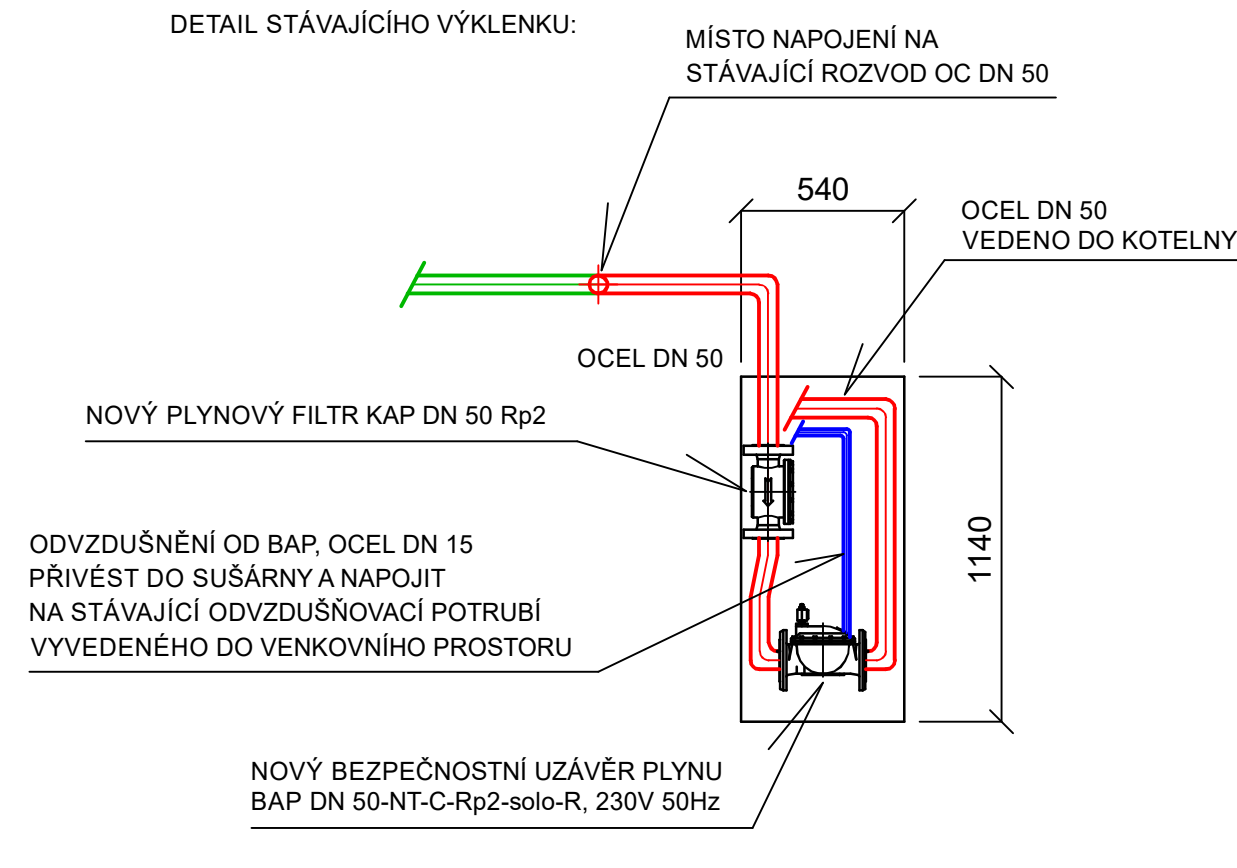 DETAIL STÁVAJÍCÍHO VÝKLENKU:
MÍSTO NAPOJENÍ NA
STÁVAJÍCÍ ROZVOD OC DN 50
540
OCEL DN 50
VEDENO DO KOTELNY
OCEL DN 50
NOVÝ PLYNOVÝ FILTR KAP DN 50 Rp2
ODVZDUŠNĚNÍ OD BAP, OCEL DN 15
PŘIVÉST DO SUŠÁRNY A NAPOJIT
NA STÁVAJÍCÍ ODVZDUŠŇOVACÍ POTRUBÍ
VYVEDENÉHO DO VENKOVNÍHO PROSTORU
1140
NOVÝ BEZPEČNOSTNÍ UZÁVĚR PLYNU
BAP DN 50-NT-C-Rp2-solo-R, 230V 50Hz